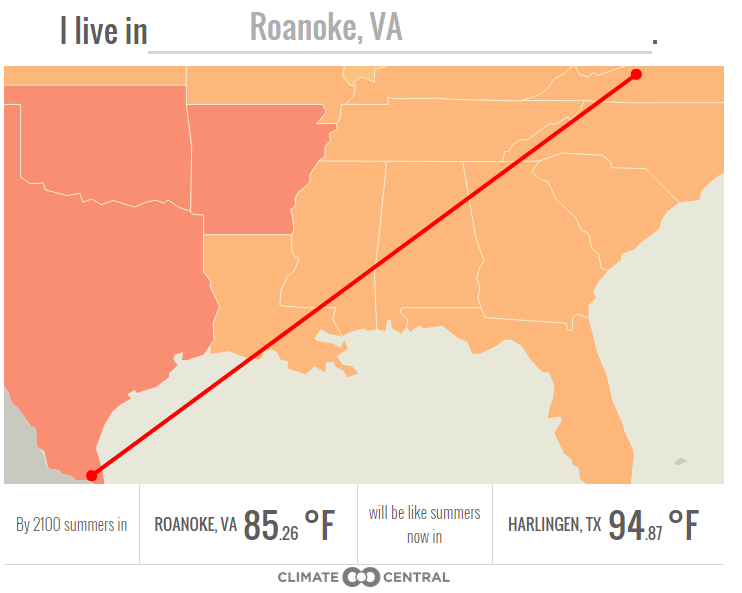 I live in Roanoke, VA .
By 2100 summers in ROANOKE, VA 85.26 °F will be like summers now in HARLINGEN, TX 94.87 °F
CLIMATE CENTRAL